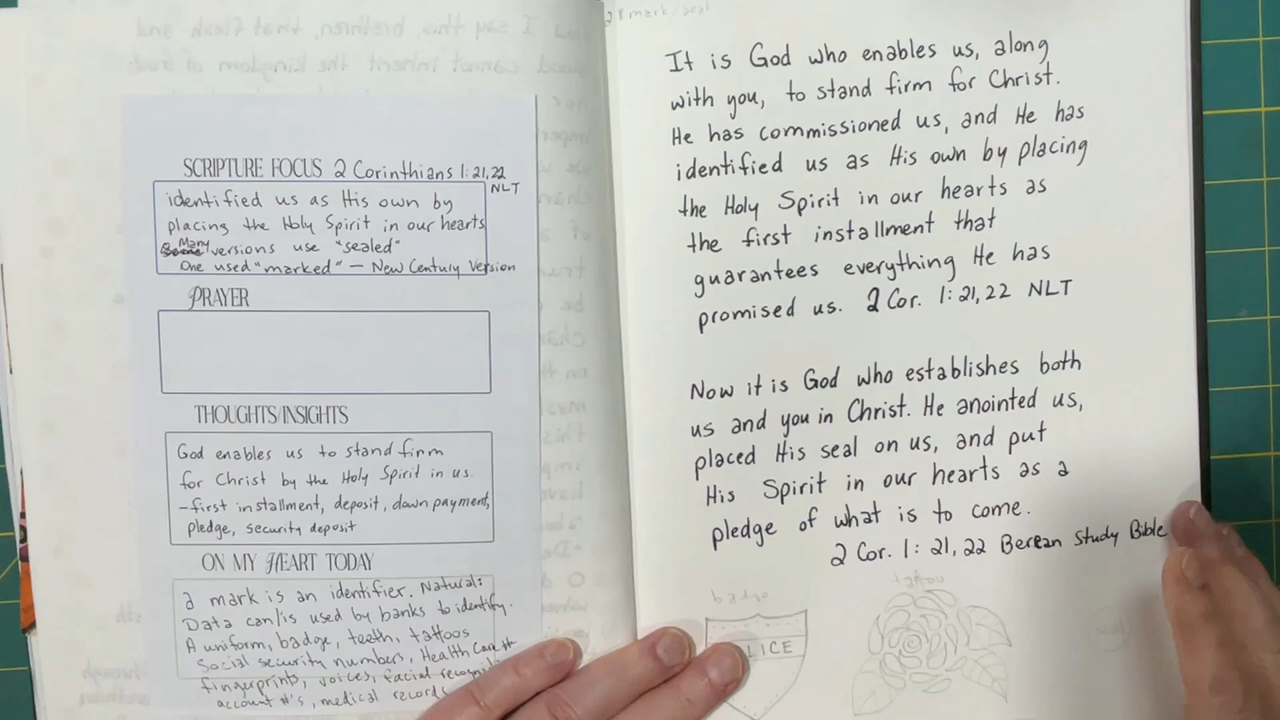 SCRIPTURE FOCUS 2 Corinthians 1:21,22
NLT
identified us as His own by
placing the Holy Spirit in our hearts
Many versions use "sealed"
One used "marked" — New Century Version
PRAYER
THOUGHTS/INSIGHTS
God enables us to stand firm
for Christ by the Holy Spirit in us.
-first installment, deposit, down payment,
pledge, security deposit
ON MY HEART TODAY
a mark is an identifier. Natural:
Data can/is used by banks to identify.
A uniform, badge, teeth, tattoos
Social security numbers, Health Care #
fingerprints, voices, facial
account #'s, medical records
mark/seal
It is God who enables us, along
with you, to stand firm for Christ.
He has commissioned us, and He has
identified us as His own by placing
the Holy Spirit in our hearts as
the first installment that
guarantees everything He has
promised us. 2 Cor. 1:21,22 NLT
Now it is God who establishes both
us and you in Christ. He anointed us,
placed His seal on us, and put
His Spirit in our hearts as a
pledge of what is to come.
2 Cor. 1:21,22 Berean Study Bible
badge
LICE